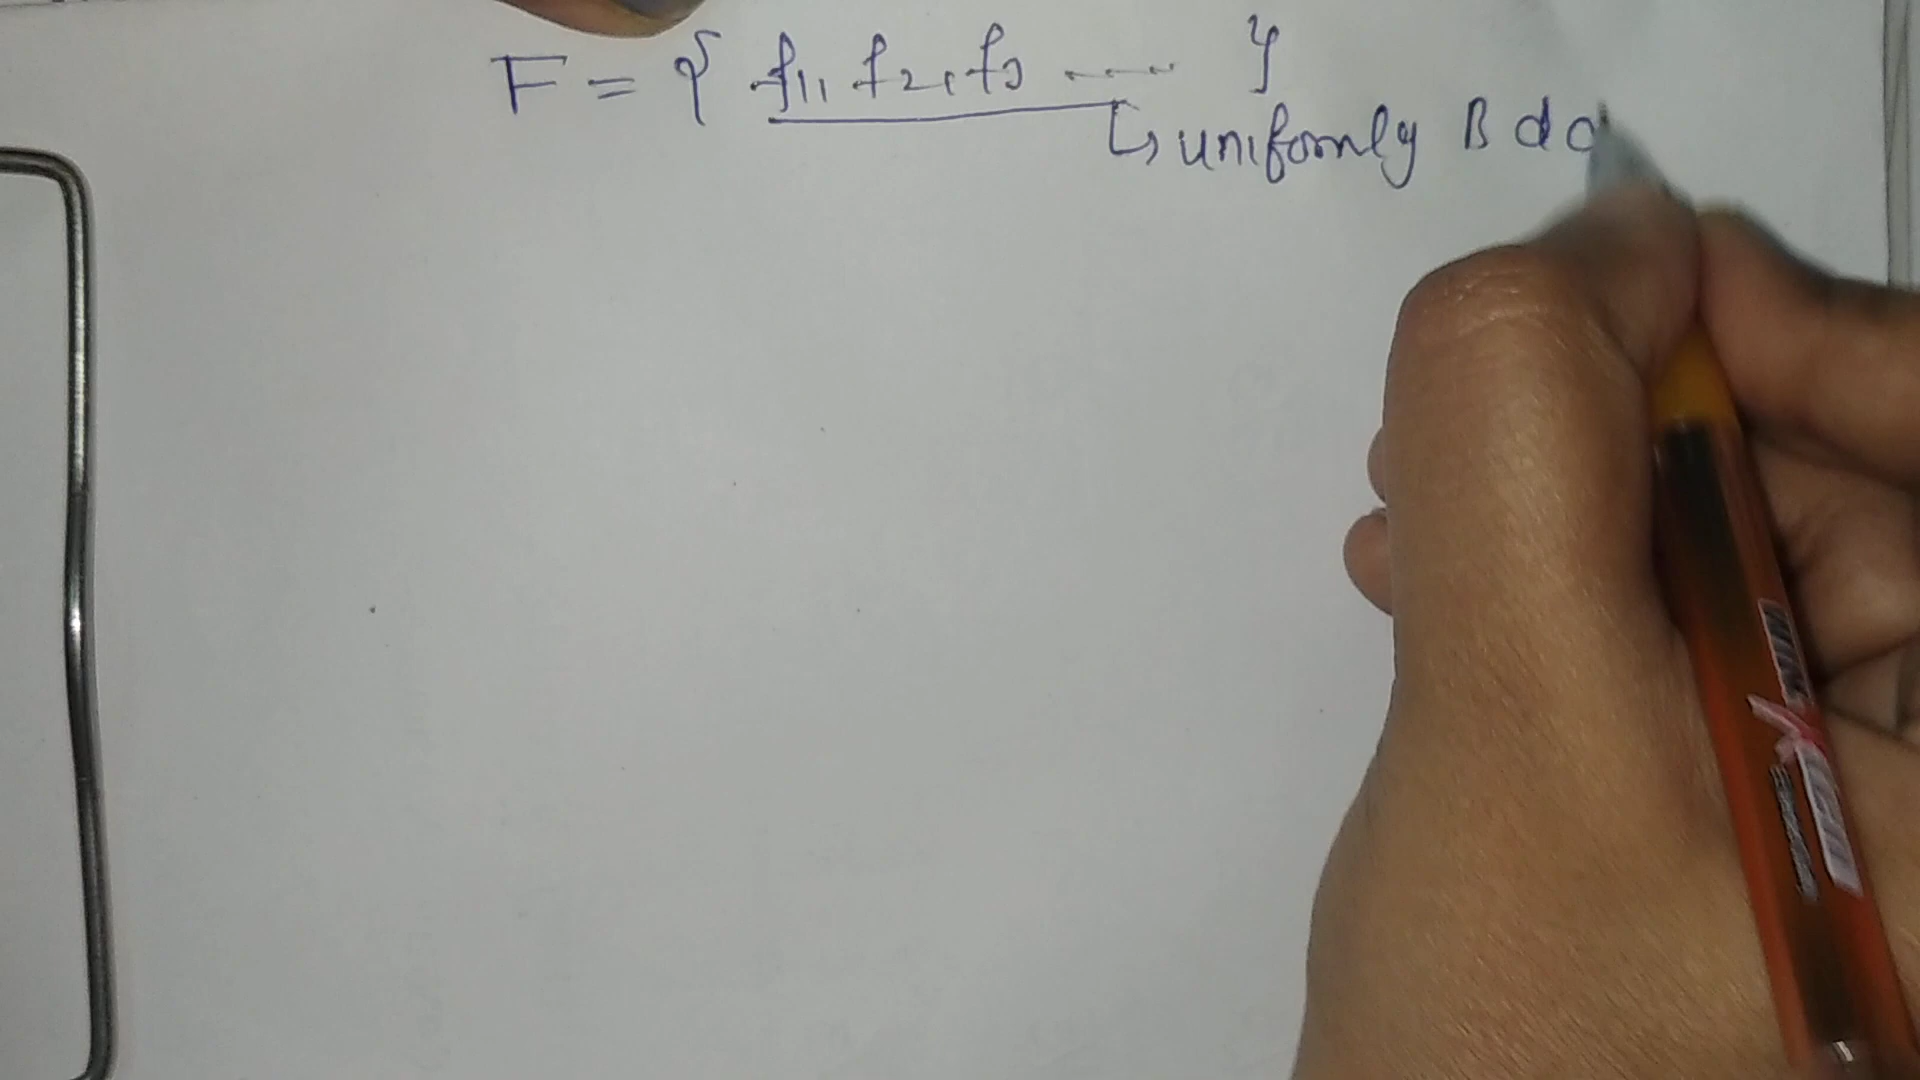 F = { f1, f2, f3 ---- }
↳ uniformly Bdd